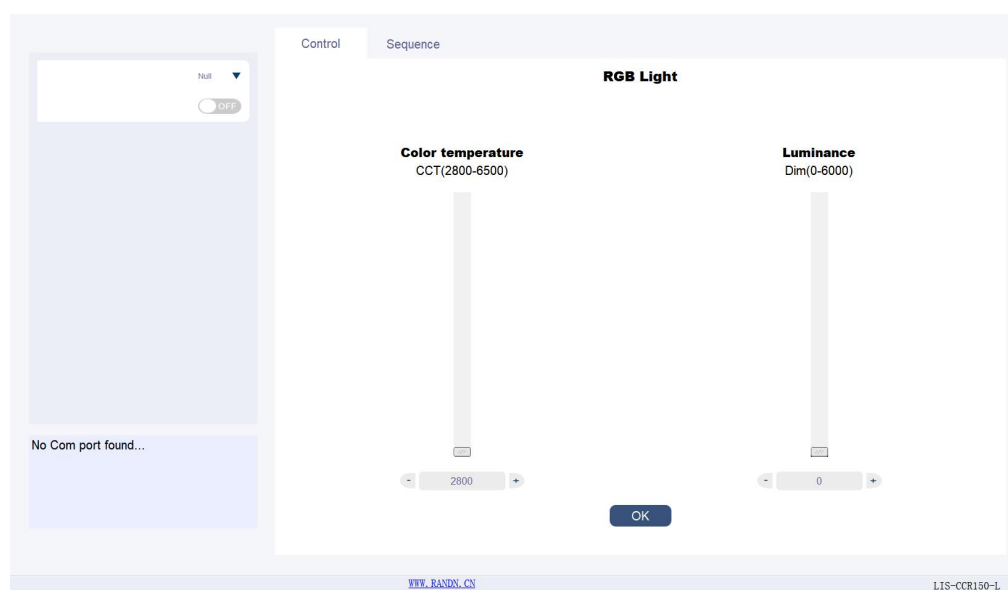 Control Sequence
Null
OFF
RGB Light
Color temperature
CCT(2800-6500)
Luminance
Dim(0-6000)
No Com port found...
- 2800 +
- 0 +
OK
WWW.RANDN.CN
LIS-CCR150-L